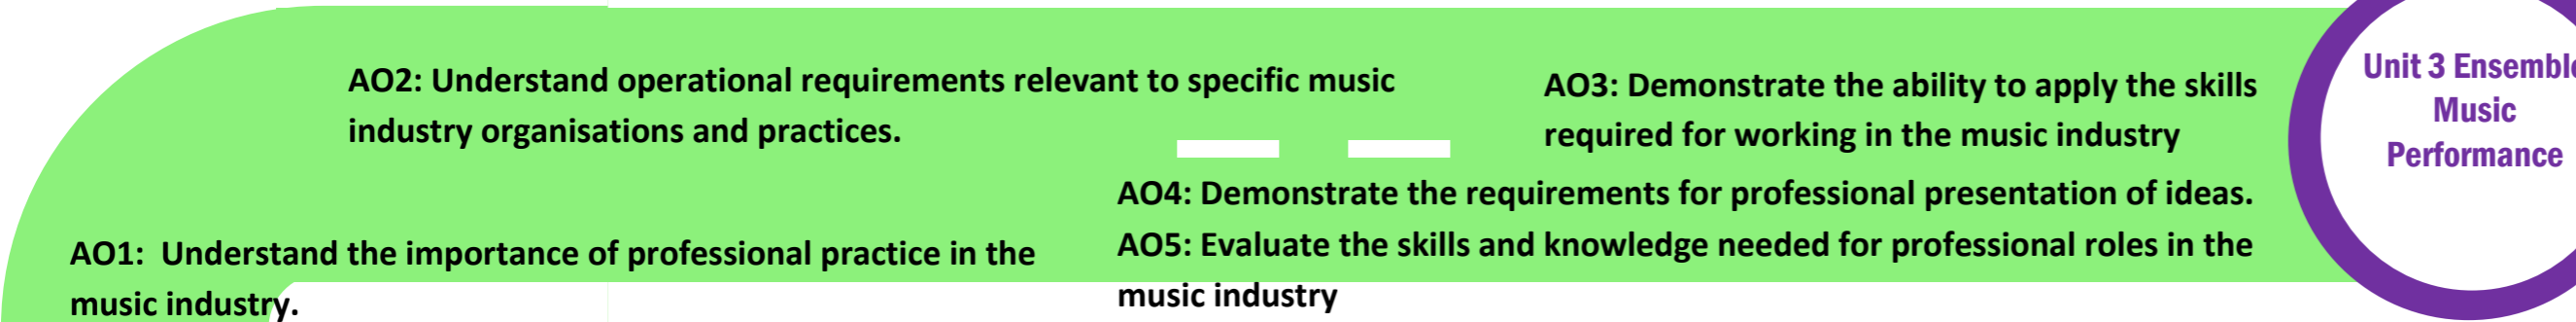 AO2: Understand operational requirements relevant to specific music
industry organisations and practices.
AO3: Demonstrate the ability to apply the skills
required for working in the music industry
Unit 3 Ensemble
Music
Performance
AO4: Demonstrate the requirements for professional presentation of ideas.
AO5: Evaluate the skills and knowledge needed for professional roles in the
music industry
AO1: Understand the importance of professional practice in the
music industry.